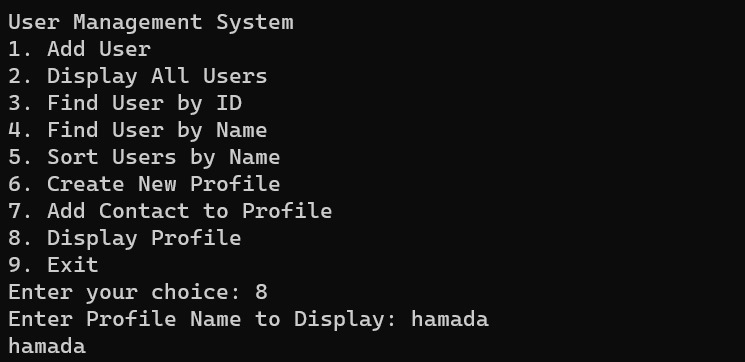 User Management System
1. Add User
2. Display All Users
3. Find User by ID
4. Find User by Name
5. Sort Users by Name
6. Create New Profile
7. Add Contact to Profile
8. Display Profile
9. Exit
Enter your choice: 8
Enter Profile Name to Display: hamada
hamada